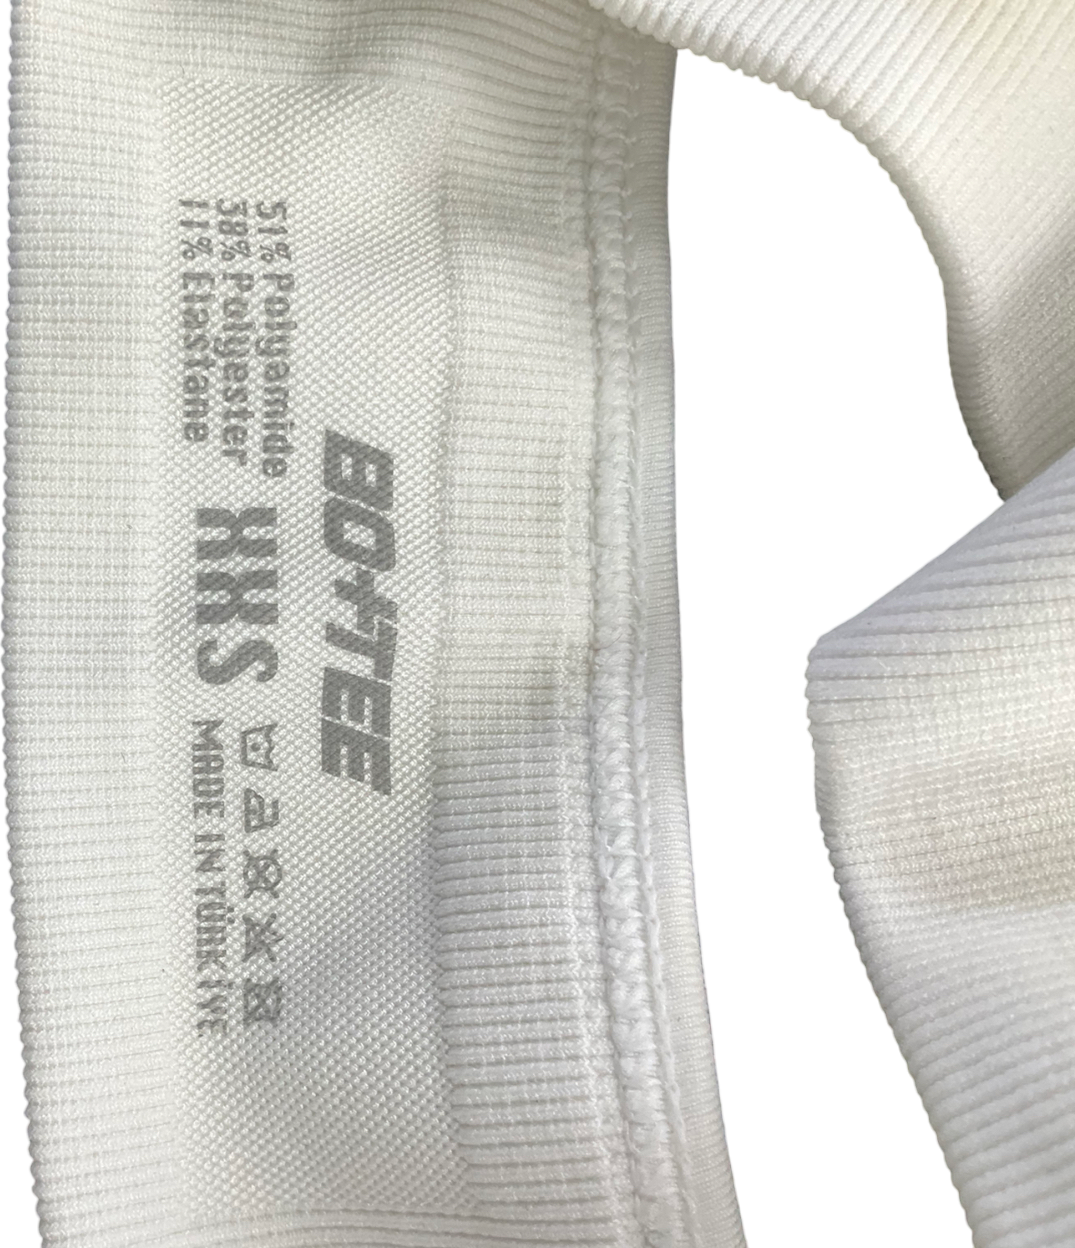 BO+TEE
51% Polyamide
38% Polyester
11% Elastane
XXS
MADE IN TÜRKİYE